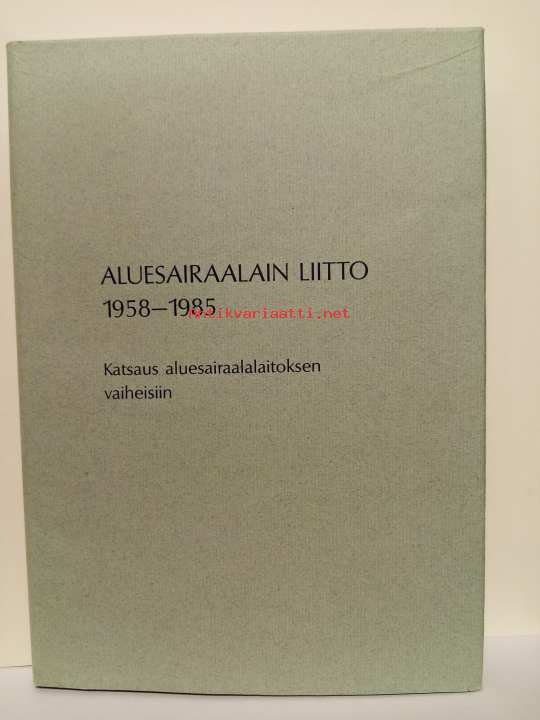 ALUESAIRAALAIN LIITTO
1958–1985
Antikvariaatti.net
Katsaus aluesairaalalaitoksen
vaiheisiin